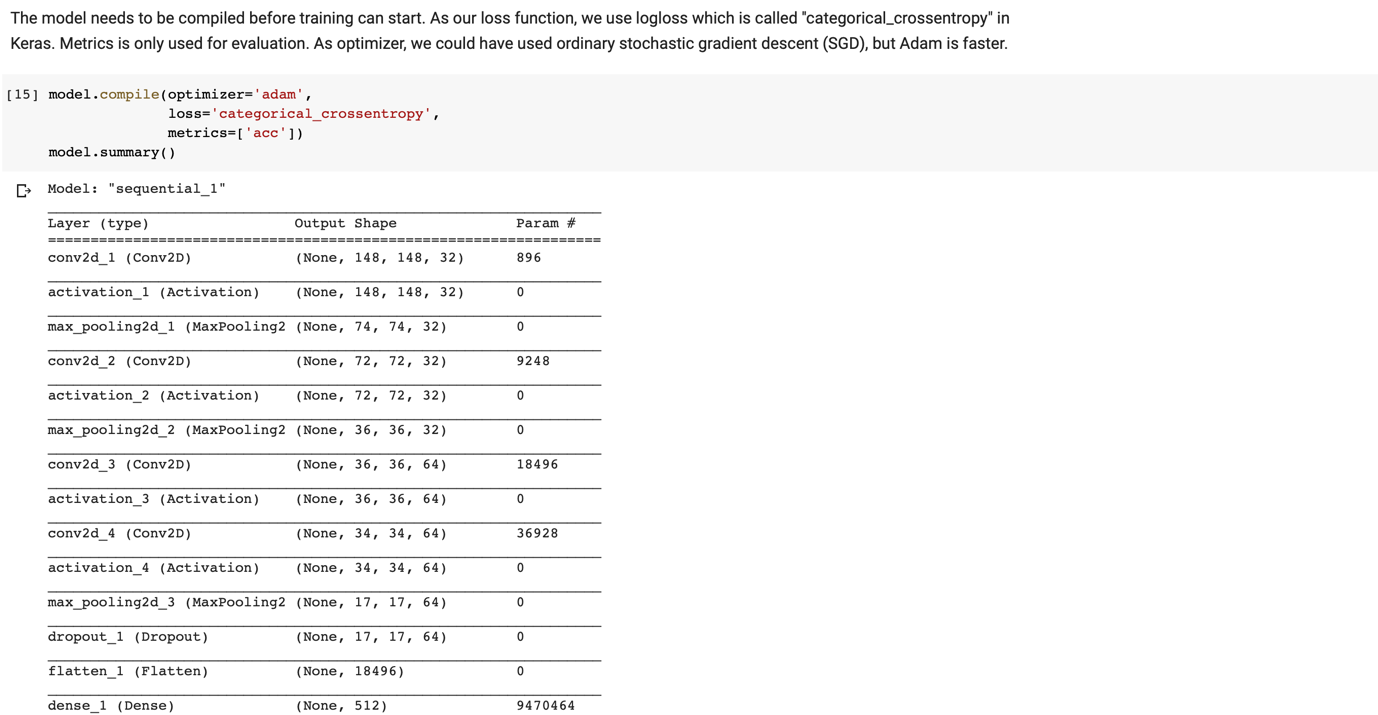 The model needs to be compiled before training can start. As our loss function, we use logloss which is called "categorical_crossentropy" in
Keras. Metrics is only used for evaluation. As optimizer, we could have used ordinary stochastic gradient descent (SGD), but Adam is faster.
[15] model.compile(optimizer='adam',
loss='categorical_crossentropy',
metrics=['acc'])
model.summary()
Model: "sequential_1"
Layer (type) Output Shape Param #
=================================================================
conv2d_1 (Conv2D) (None, 148, 148, 32) 896
activation_1 (Activation) (None, 148, 148, 32) 0
max_pooling2d_1 (MaxPooling2 (None, 74, 74, 32) 0
conv2d_2 (Conv2D) (None, 72, 72, 32) 9248
activation_2 (Activation) (None, 72, 72, 32) 0
max_pooling2d_2 (MaxPooling2 (None, 36, 36, 32) 0
conv2d_3 (Conv2D) (None, 36, 36, 64) 18496
activation_3 (Activation) (None, 36, 36, 64) 0
conv2d_4 (Conv2D) (None, 34, 34, 64) 36928
activation_4 (Activation) (None, 34, 34, 64) 0
max_pooling2d_3 (MaxPooling2 (None, 17, 17, 64) 0
dropout_1 (Dropout) (None, 17, 17, 64) 0
flatten_1 (Flatten) (None, 18496) 0
dense_1 (Dense) (None, 512) 9470464